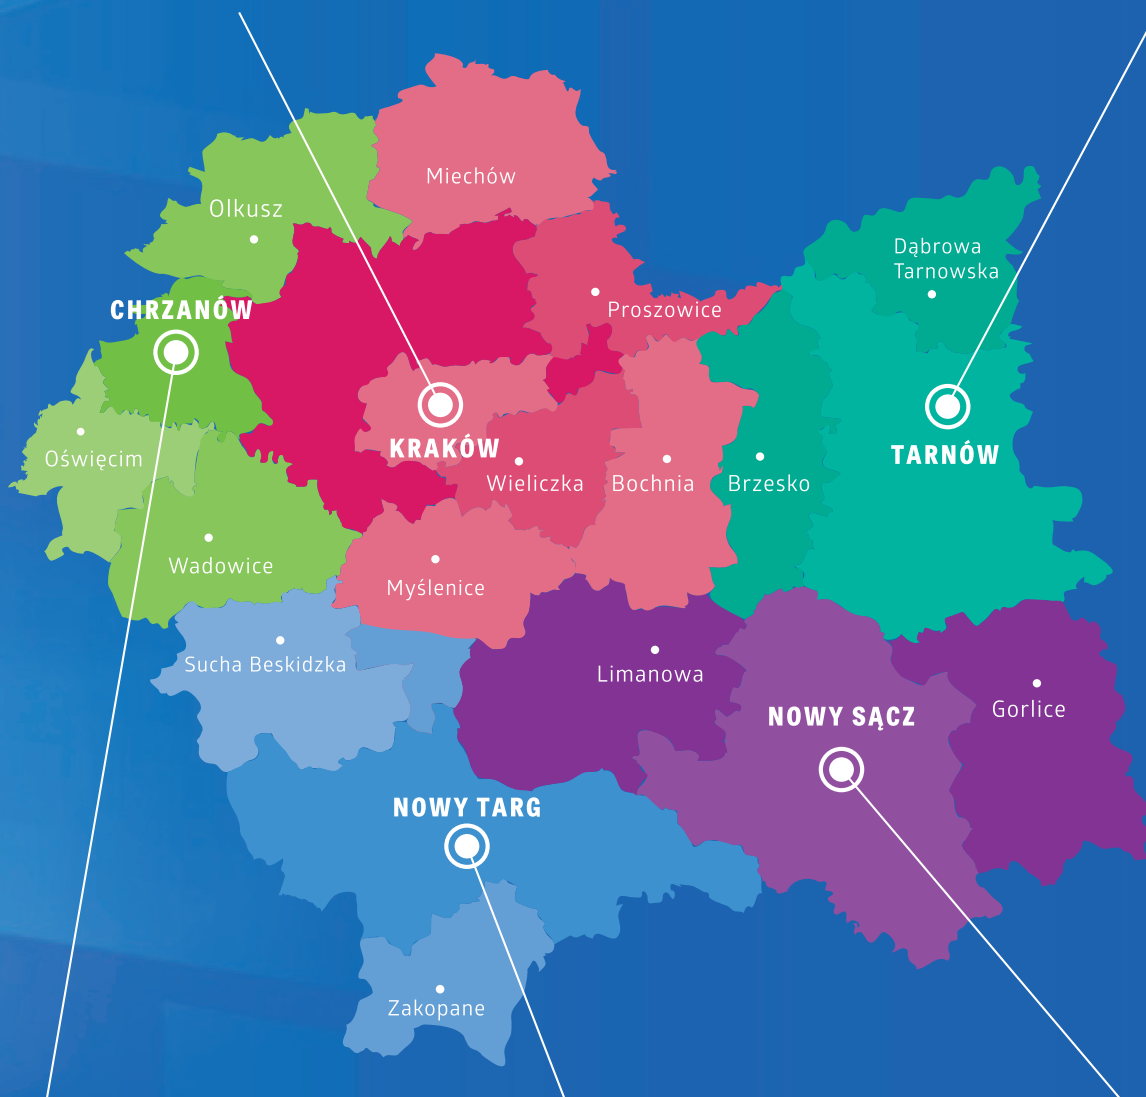 Miechów
Olkusz
Dąbrowa
Tarnowska
CHRZANÓW
Proszowice
KRAKÓW
TARNÓW
Oświęcim
Wieliczka
Bochnia
Brzesko
Wadowice
Myślenice
Sucha Beskidzka
Limanowa
Gorlice
NOWY SĄCZ
NOWY TARG
Zakopane